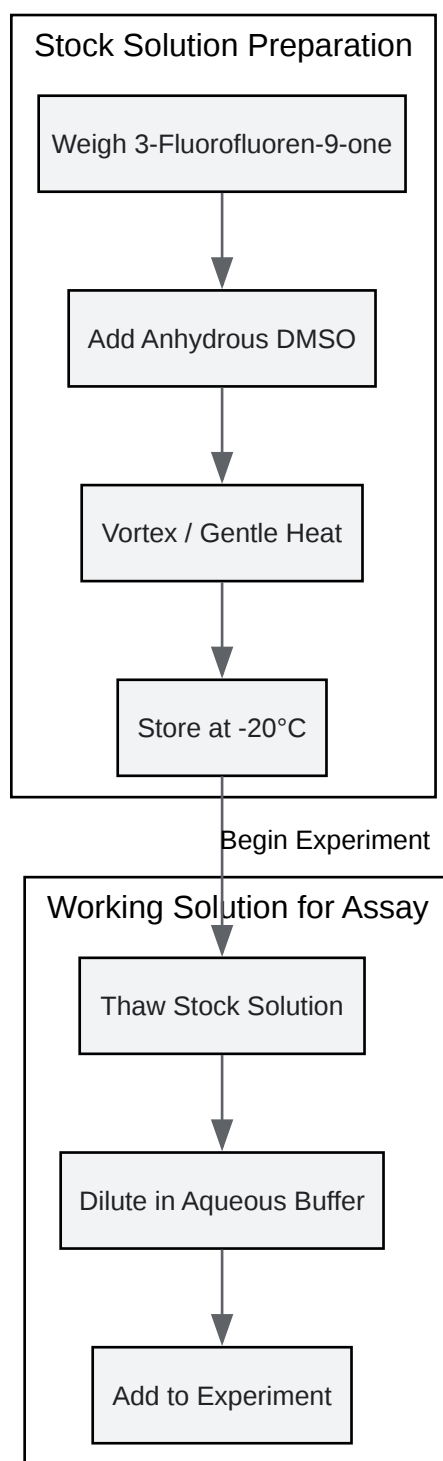 Stock Solution Preparation
Weigh 3-Fluorofluoren-9-one
Add Anhydrous DMSO
Vortex / Gentle Heat
Store at -20°C
Begin Experiment
Working Solution for Assay
Thaw Stock Solution
Dilute in Aqueous Buffer
Add to Experiment